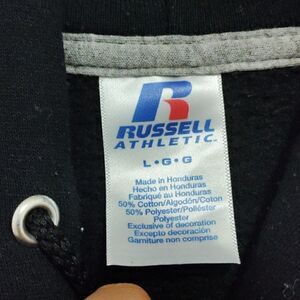 R
RUSSELL
ATHLETIC
L•G•G
Made in Honduras
Hecho en Honduras
Fabriqué au Honduras
50% Cotton/Algodón/Coton
50% Polyester/Poliéster
Polyester
Exclusive of decoration
Excepto decoración
Garniture non comprise